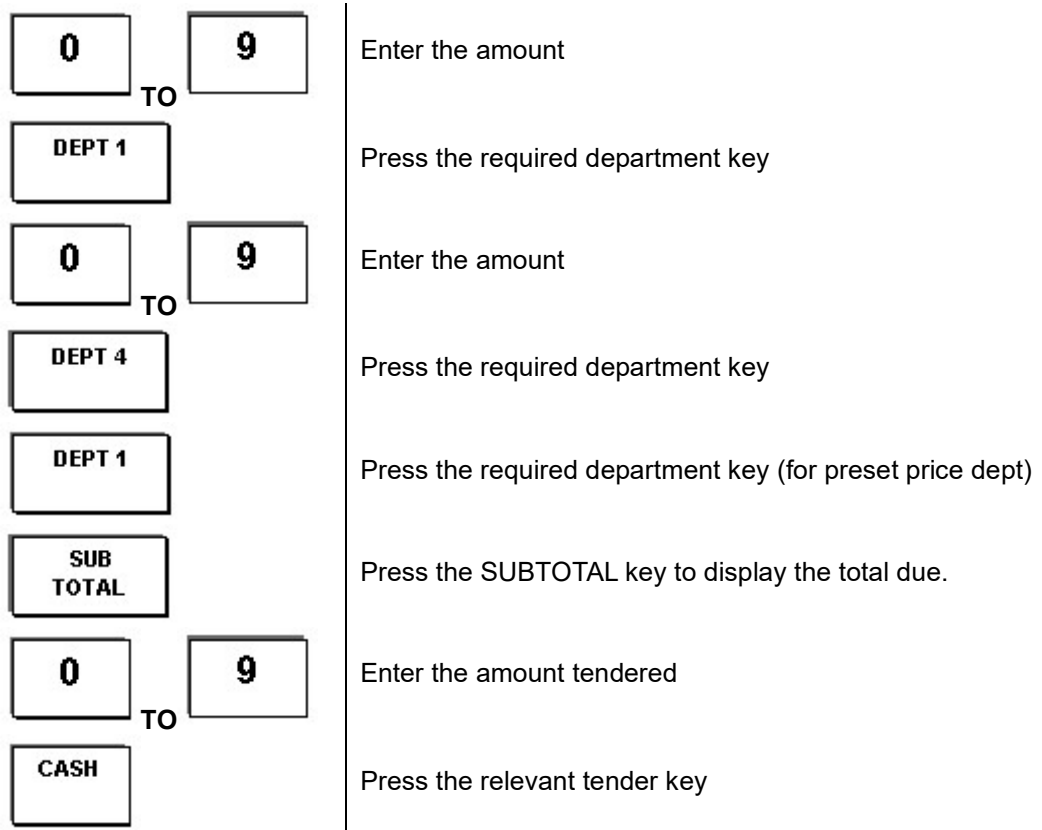 0 TO 9 Enter the amount
DEPT 1 Press the required department key
0 TO 9 Enter the amount
DEPT 4 Press the required department key
DEPT 1 Press the required department key (for preset price dept)
SUB
TOTAL Press the SUBTOTAL key to display the total due.
0 TO 9 Enter the amount tendered
CASH Press the relevant tender key